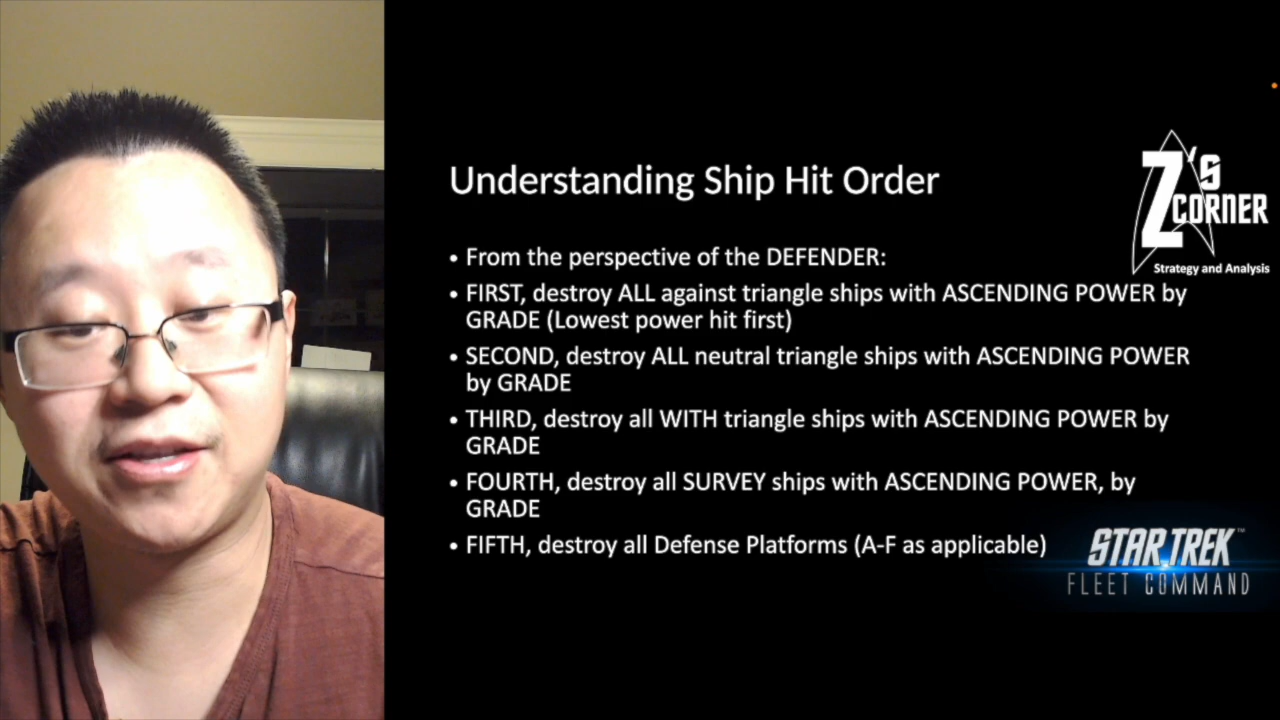 Understanding Ship Hit Order
• From the perspective of the DEFENDER:
• FIRST, destroy ALL against triangle ships with ASCENDING POWER by
GRADE (Lowest power hit first)
• SECOND, destroy ALL neutral triangle ships with ASCENDING POWER
by GRADE
• THIRD, destroy all WITH triangle ships with ASCENDING POWER by
GRADE
• FOURTH, destroy all SURVEY ships with ASCENDING POWER, by
GRADE
• FIFTH, destroy all Defense Platforms (A-F as applicable)
Z's
CORNER
Strategy and Analysis
STAR TREK™
FLEET COMMAND